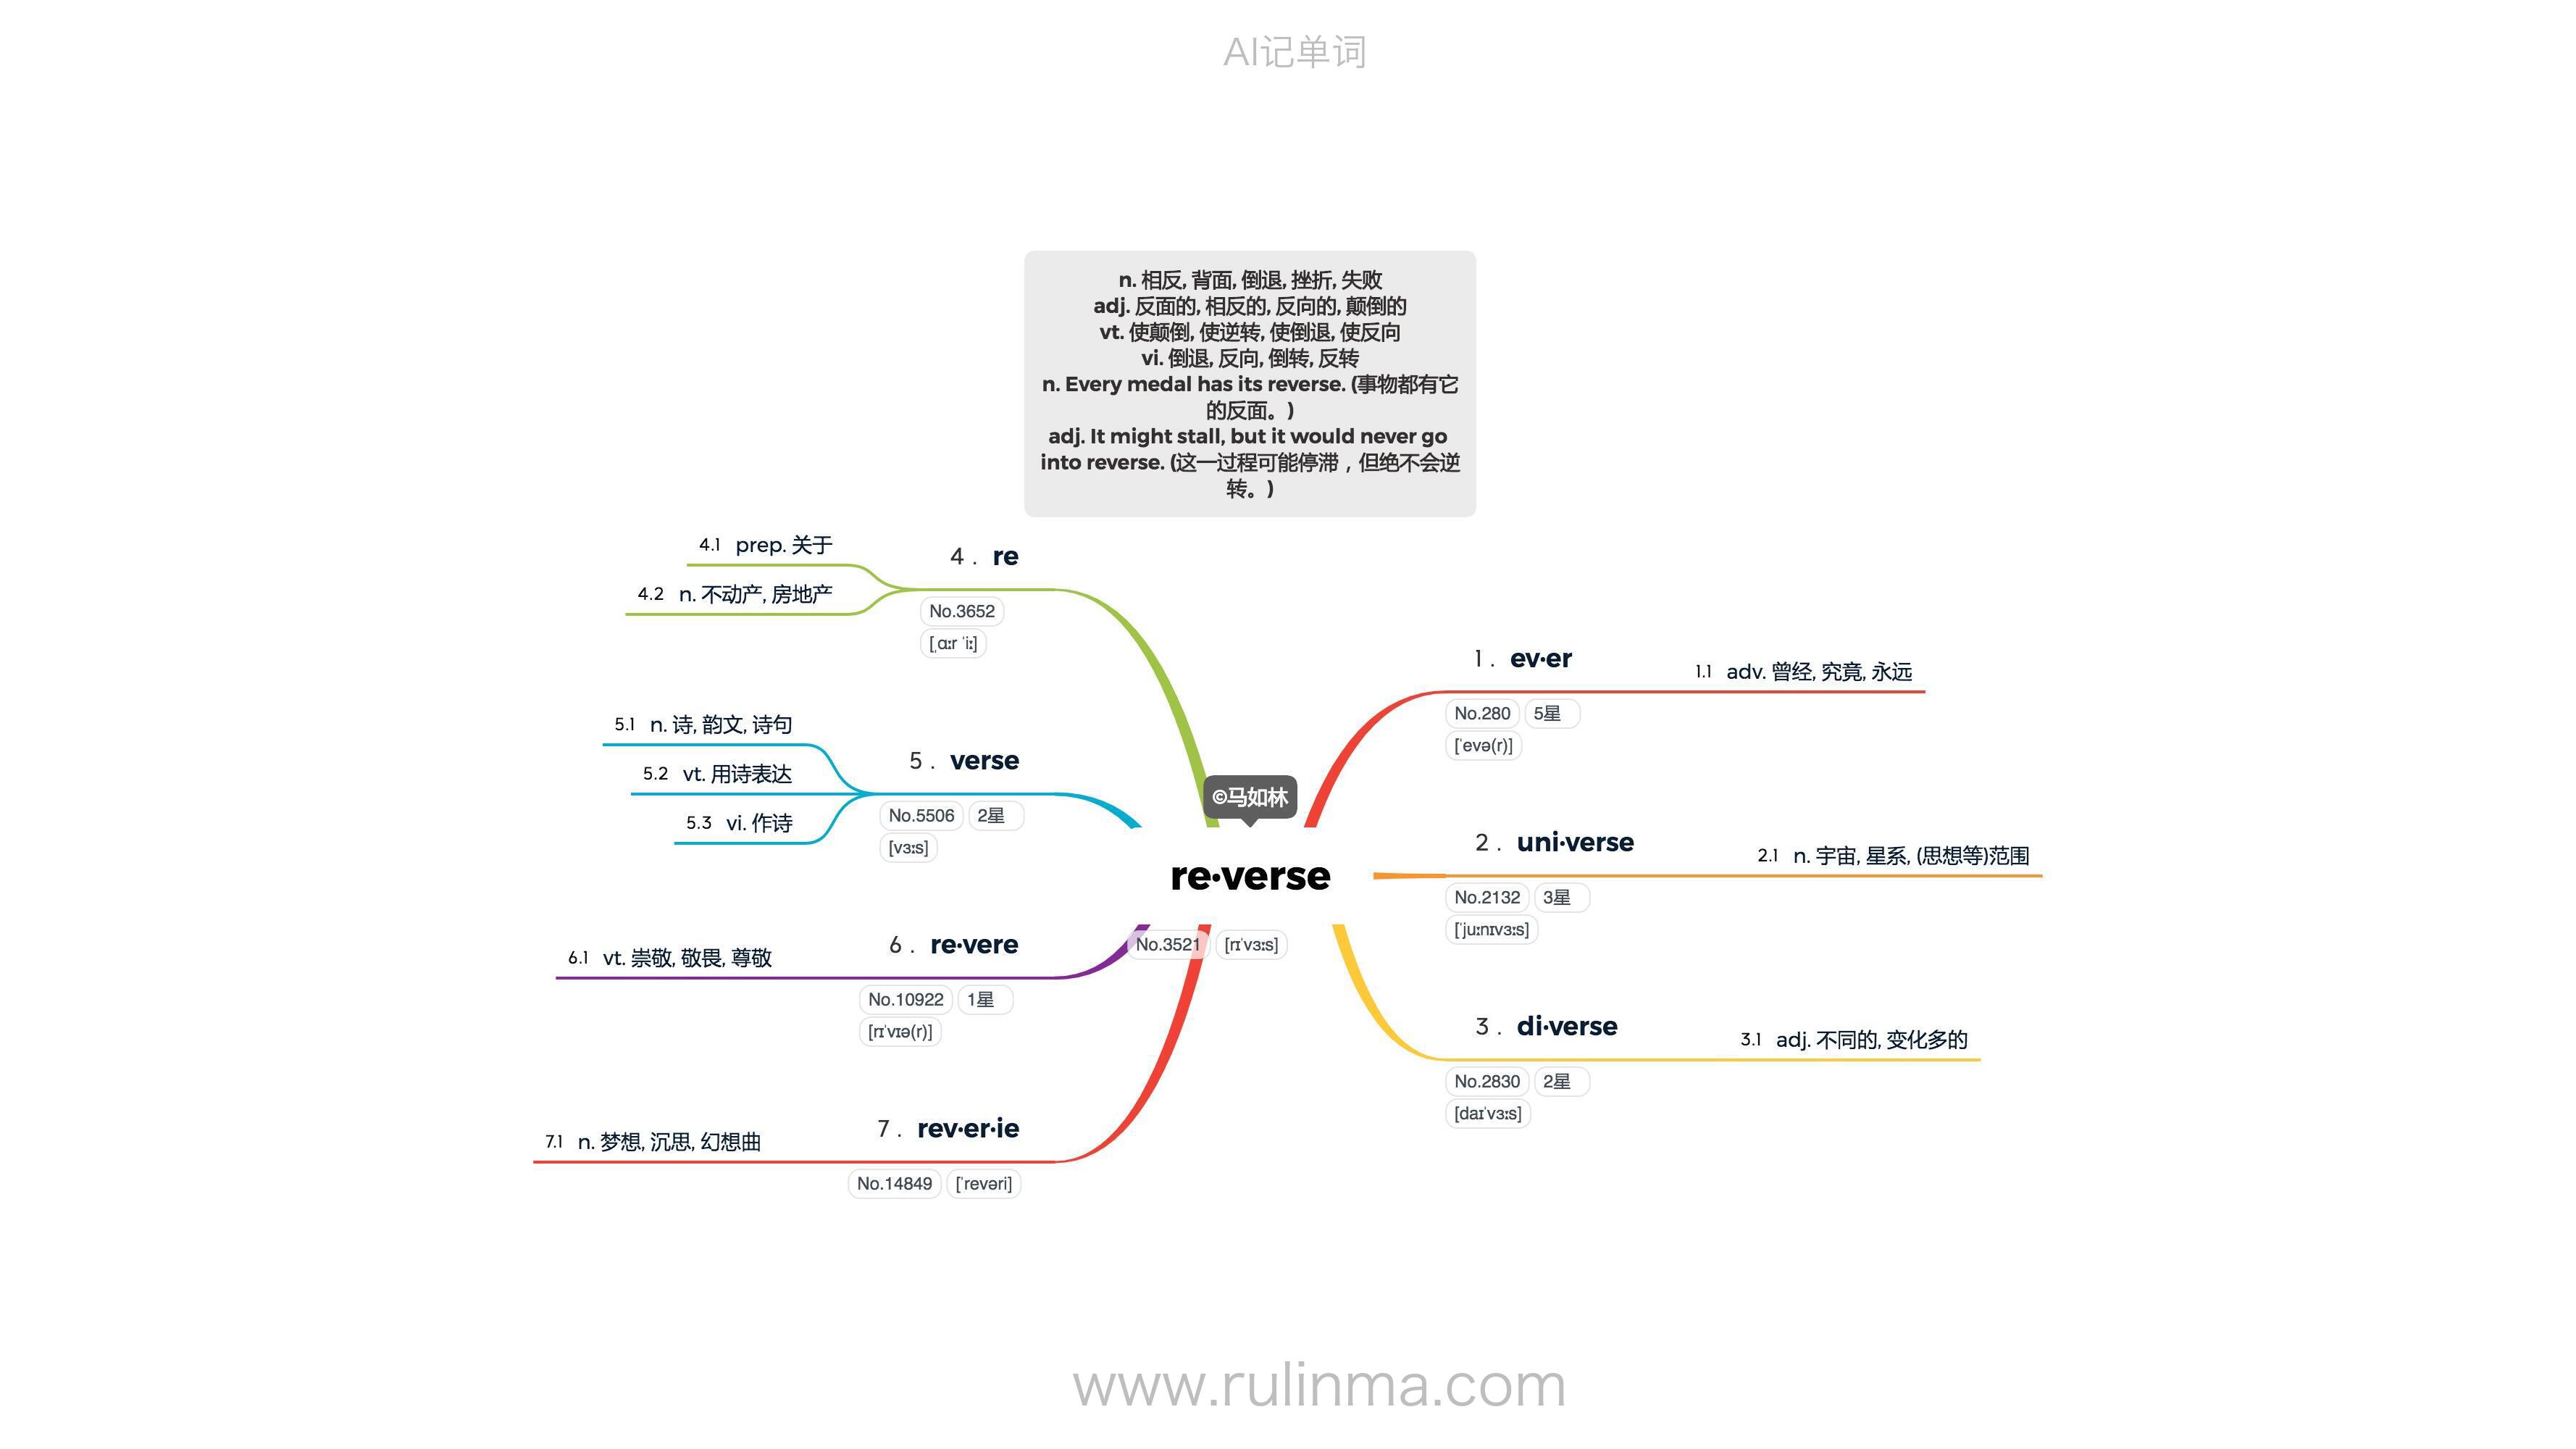 AI记单词
n. 相反, 背面, 倒退, 挫折, 失败
adj. 反面的, 相反的, 反向的, 颠倒的
vt. 使颠倒, 使逆转, 使倒退, 使反向
vi. 倒退, 反向, 倒转, 反转
n. Every medal has its reverse. (事物都有它
的反面。)
adj. It might stall, but it would never go
into reverse. (这一过程可能停滞，但绝不会逆
转。)
©马如林
re·verse
No.3521 [rɪˈvɜːs]
1. ev·er
No.280 5星
[ˈevə(r)]
1.1 adv. 曾经, 究竟, 永远
2. uni·verse
No.2132 3星
[ˈjuːnɪvɜːs]
2.1 n. 宇宙, 星系, (思想等)范围
3. di·verse
No.2830 2星
[daɪˈvɜːs]
3.1 adj. 不同的, 变化多的
4. re
No.3652
[ˌɑːr ˈiː]
4.1 prep. 关于
4.2 n. 不动产, 房地产
5. verse
No.5506 2星
[vɜːs]
5.1 n. 诗, 韵文, 诗句
5.2 vt. 用诗表达
5.3 vi. 作诗
6. re·vere
No.10922 1星
[rɪˈvɪə(r)]
6.1 vt. 崇敬, 敬畏, 尊敬
7. rev·er·ie
No.14849 [ˈrevəri]
7.1 n. 梦想, 沉思, 幻想曲
www.rulinma.com